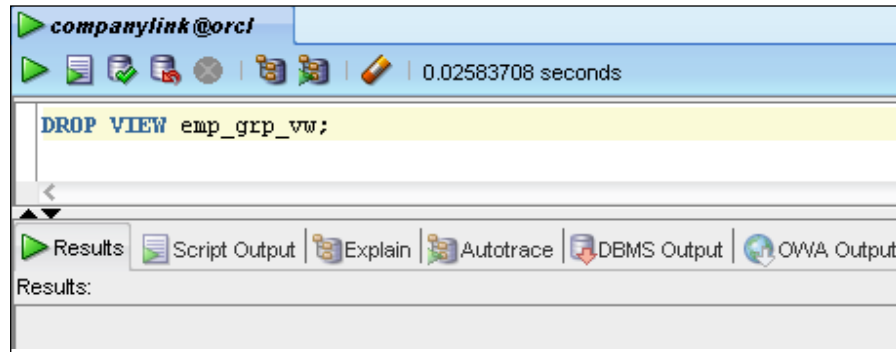 companylink@orcl
0.02583708 seconds
DROP VIEW emp_grp_vw;
Results Script Output Explain Autotrace DBMS Output OWA Output
Results: